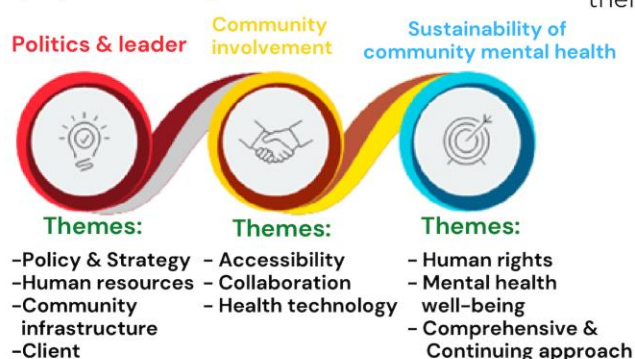 Politics & leader
Community
involvement
Sustainability of
community mental health
Themes:
-Policy & Strategy
-Human resources
-Community
infrastructure
-Client
Themes:
- Accessibility
- Collaboration
- Health technology
Themes:
- Human rights
- Mental health
well-being
- Comprehensive &
Continuing approach